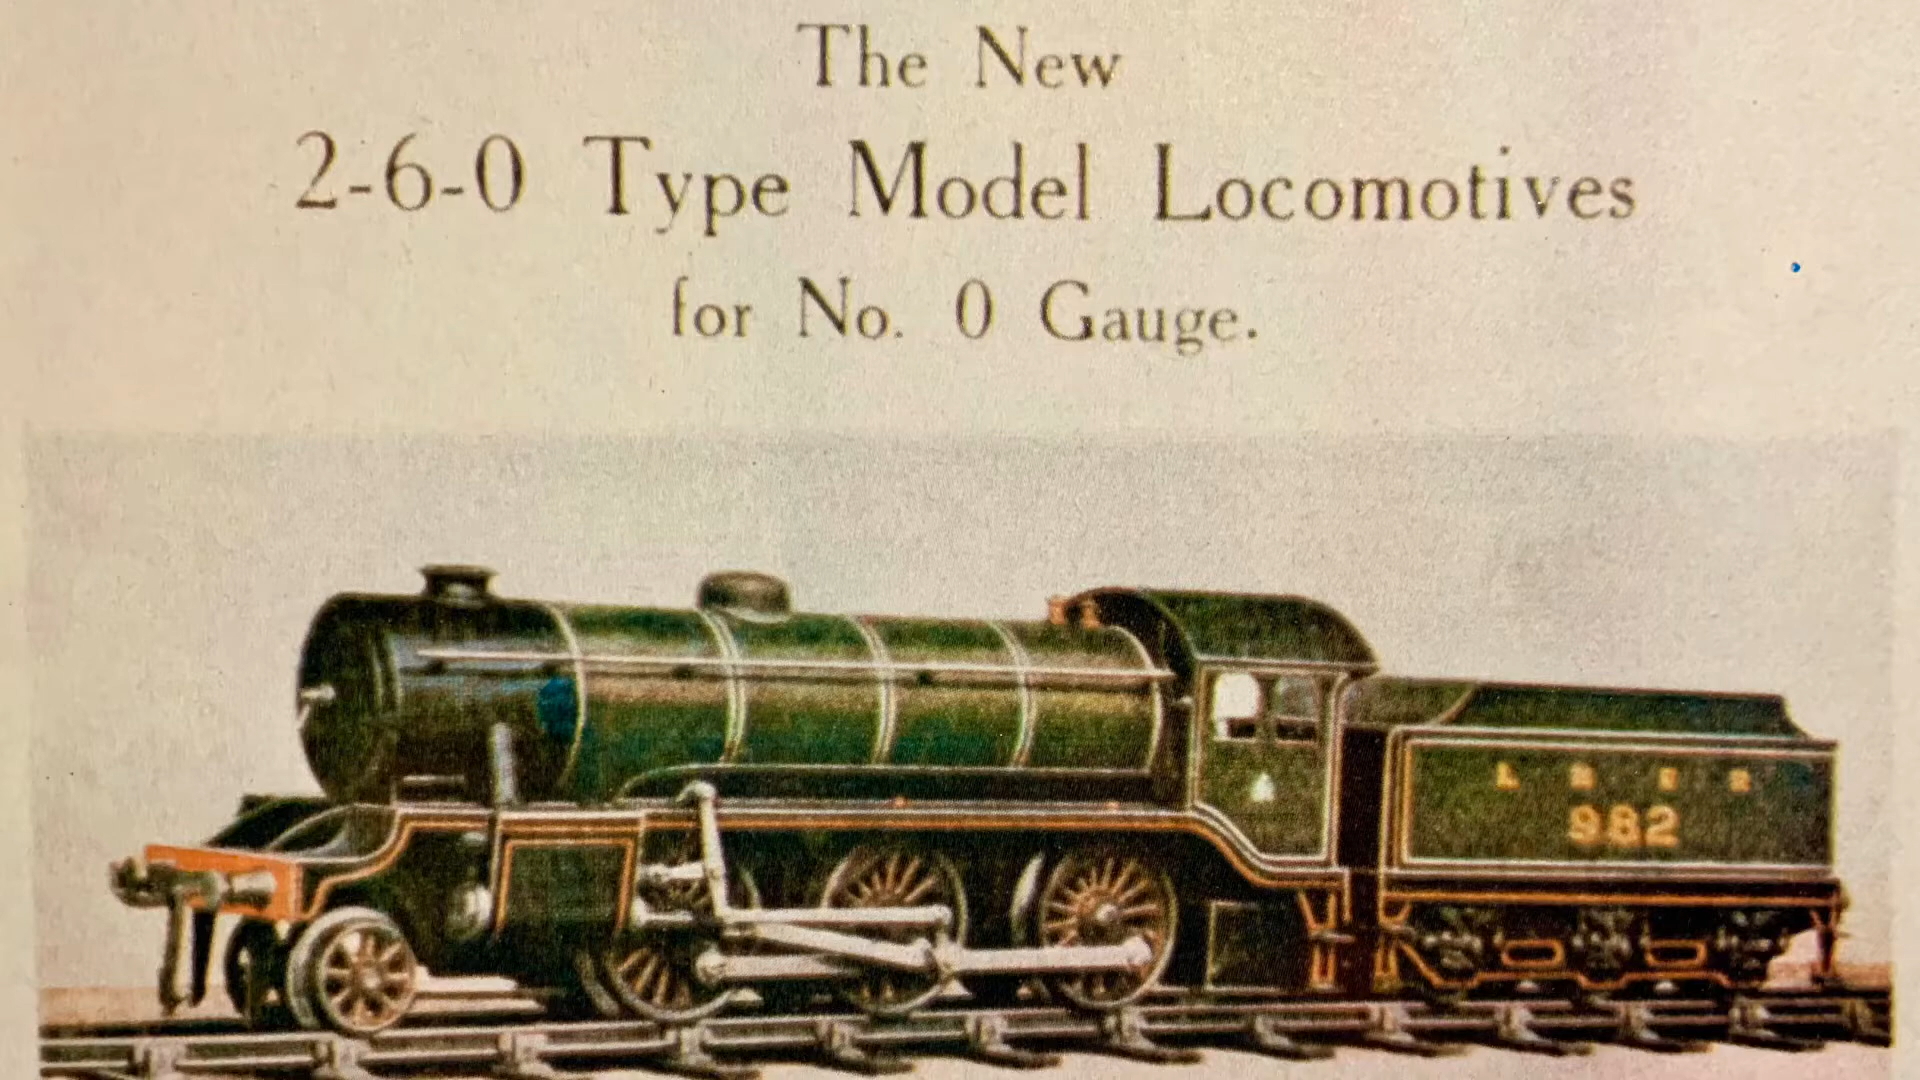 The New
2-6-0 Type Model Locomotives
for No. 0 Gauge.
L N E R
982